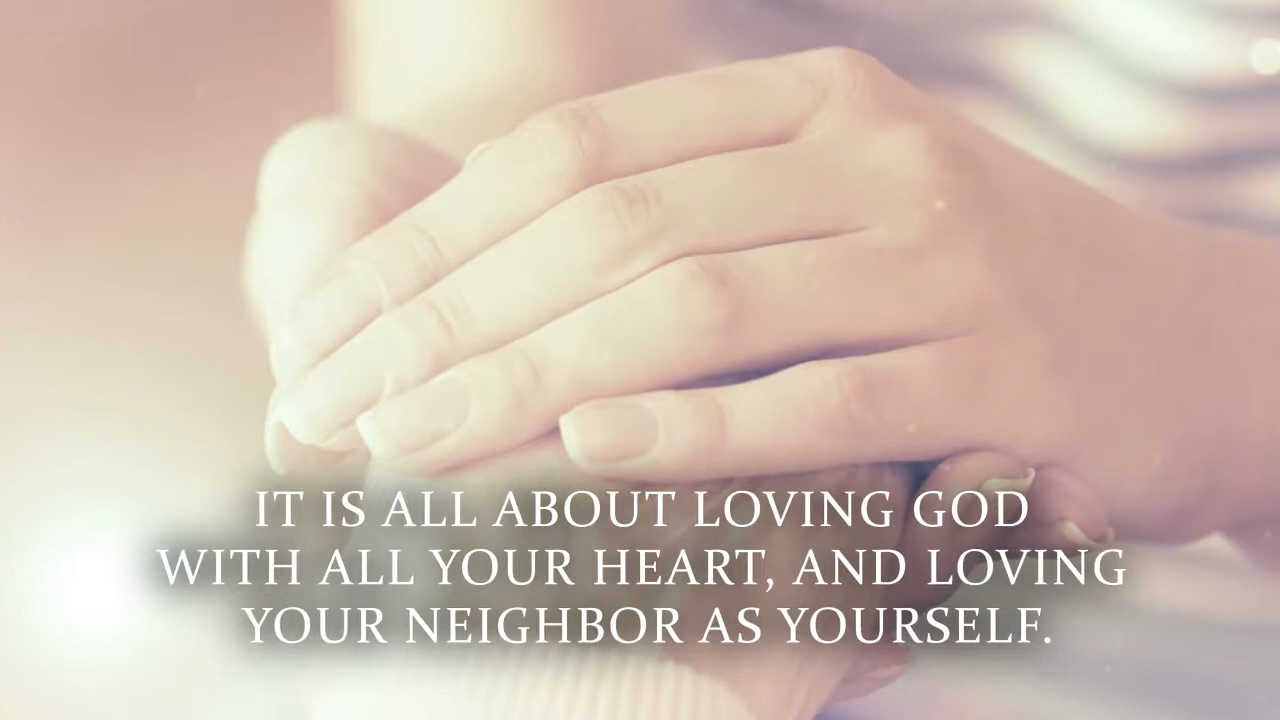 IT IS ALL ABOUT LOVING GOD
WITH ALL YOUR HEART, AND LOVING
YOUR NEIGHBOR AS YOURSELF.